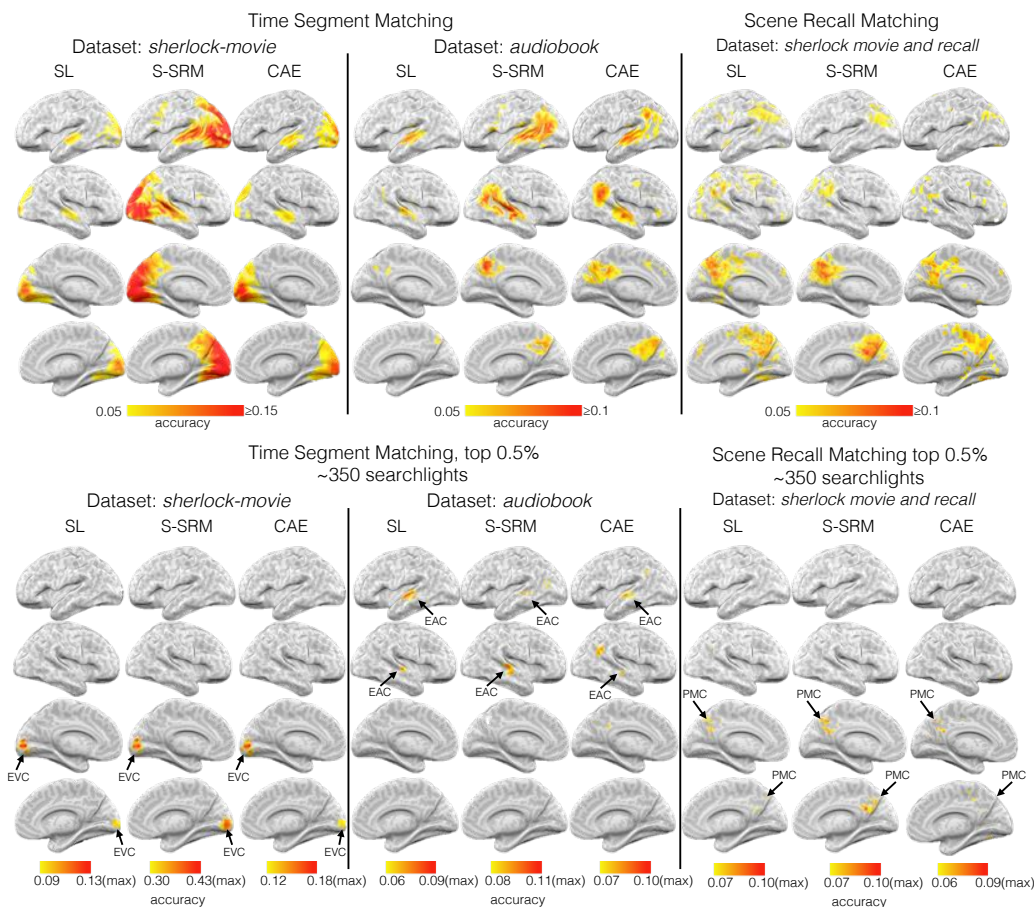 Time Segment Matching
Scene Recall Matching
Dataset: sherlock-movie
Dataset: audiobook
Dataset: sherlock movie and recall
SL
S-SRM
CAE
SL
S-SRM
CAE
SL
S-SRM
CAE
0.05
≥0.15
accuracy
0.05
≥0.1
accuracy
0.05
≥0.1
accuracy
Time Segment Matching, top 0.5%
~350 searchlights
Scene Recall Matching top 0.5%
~350 searchlights
Dataset: sherlock-movie
Dataset: audiobook
Dataset: sherlock movie and recall
SL
S-SRM
CAE
SL
S-SRM
CAE
SL
S-SRM
CAE
EAC
EAC
EAC
EAC
EAC
EAC
PMC
PMC
PMC
EVC
EVC
EVC
PMC
PMC
PMC
EVC
EVC
EVC
0.09
0.13(max)
0.30
0.43(max)
0.12
0.18(max)
accuracy
0.06
0.09(max)
0.08
0.11(max)
0.07
0.10(max)
accuracy
0.07
0.10(max)
0.07
0.10(max)
0.06
0.09(max)
accuracy